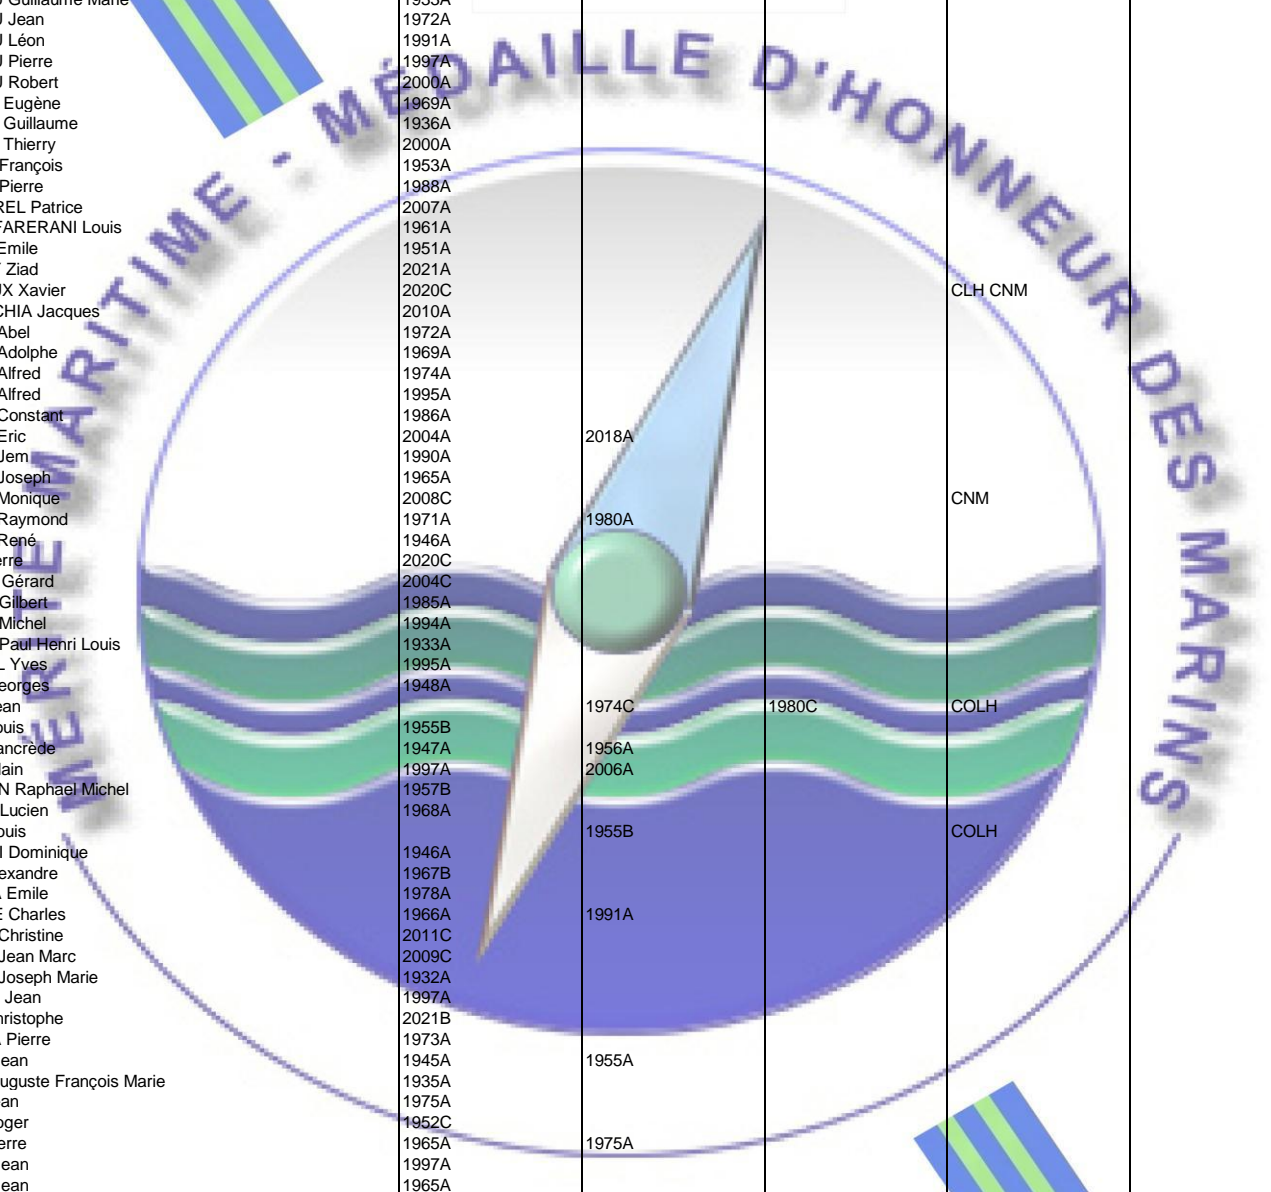 Guillaume Marie 1933A
J Jean 1972A
J Léon 1991A
J Pierre 1997A
J Robert 2000A
Eugène 1969A
Guillaume 1936A
Thierry 2000A
François 1953A
Pierre 1988A
REL Patrice 2007A
FARERANI Louis 1961A
Emile 1951A
Ziad 2021A
UX Xavier 2020C CLH CNM
CHIA Jacques 2010A
Abel 1972A
Adolphe 1969A
Alfred 1974A
Alfred 1995A
Constant 1986A
Eric 2004A 2018A
Jem 1990A
Joseph 1965A
Monique 2008C CNM
Raymond 1971A 1980A
René 1946A
erre 2020C
Gérard 2004C
Gilbert 1985A
Michel 1994A
Paul Henri Louis 1933A
L Yves 1995A
eorges 1948A
ean 1974C 1980C COLH
ouis 1955B
ancrède 1947A 1956A
lain 1997A 2006A
N Raphael Michel 1957B
Lucien 1968A
ouis 1955B COLH
I Dominique 1946A
exandre 1967B
A Emile 1978A
E Charles 1966A 1991A
Christine 2011C
Jean Marc 2009C
Joseph Marie 1932A
Jean 1997A
hristophe 2021B
A Pierre 1973A
ean 1945A 1955A
uguste François Marie 1935A
an 1975A
oger 1952C
erre 1965A 1975A
ean 1997A
ean 1965A
MÉRITE MARITIME - MÉDAILLE D'HONNEUR DES MARINS